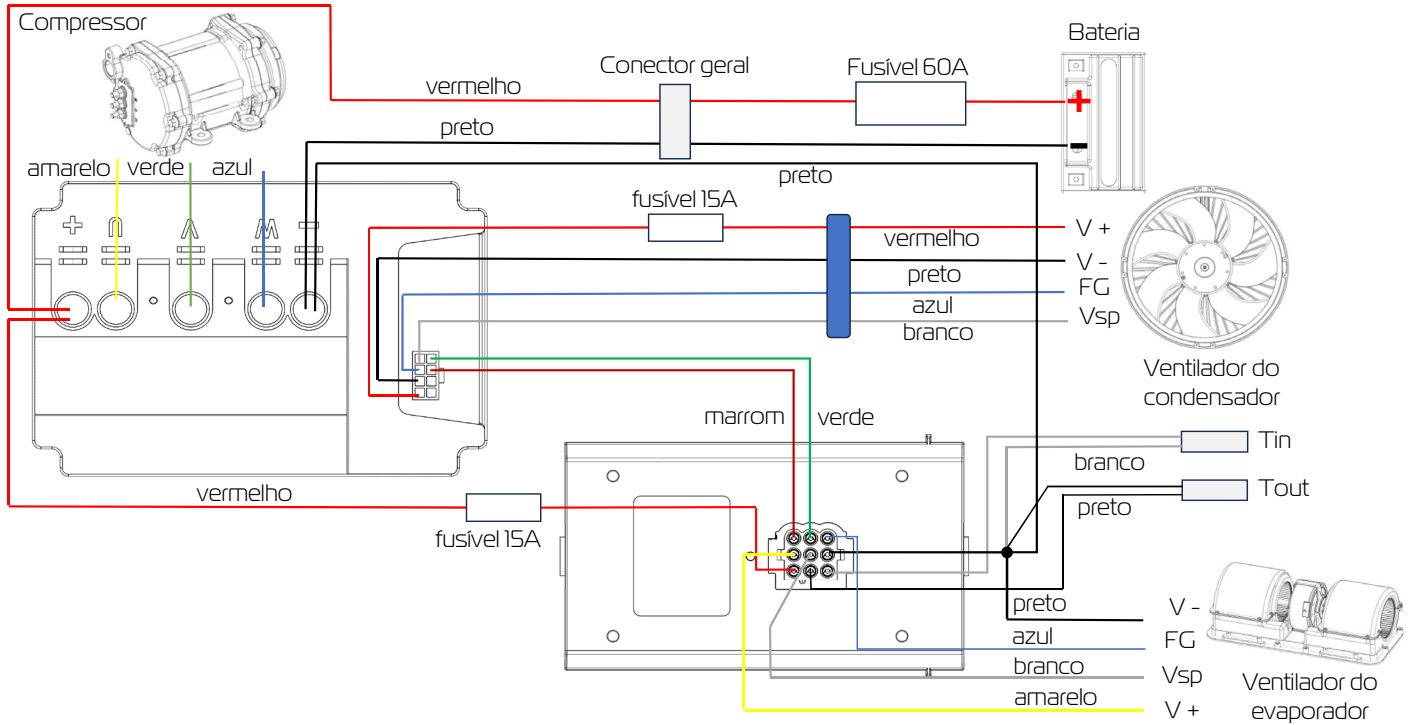 Compressor
Bateria
Conector geral
Fusível 60A
vermelho
+
preto
-
amarelo
verde
azul
preto
fusível 15A
+
U
V
W
-
V +
vermelho
V -
preto
FG
azul
Vsp
branco
Ventilador do
condensador
marrom
verde
Tin
branco
Tout
preto
vermelho
fusível 15A
preto
V -
azul
FG
branco
Vsp
amarelo
V +
Ventilador do
evaporador